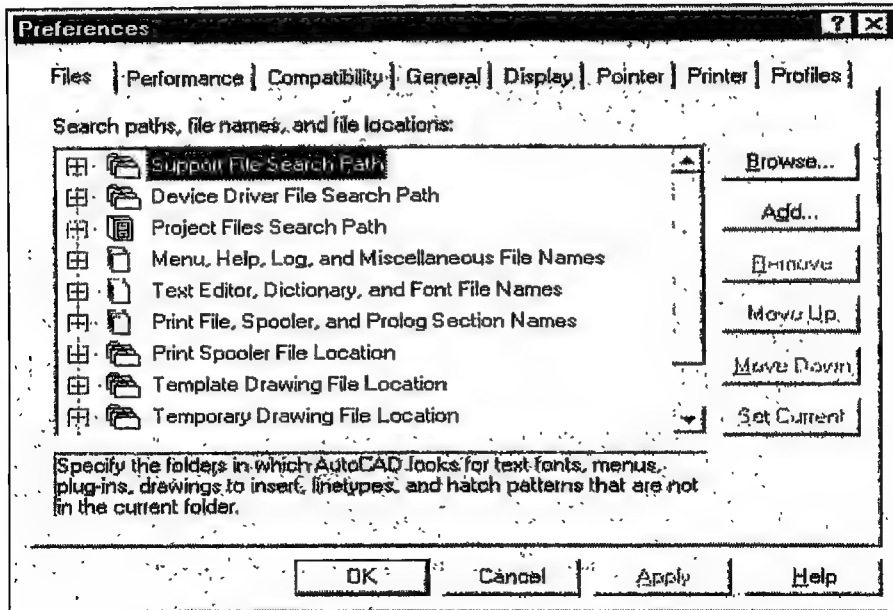 Preferences
Files Performance Compatibility General Display Pointer Printer Profiles
Search paths, file names, and file locations:
Support File Search Path
Device Driver File Search Path
Project Files Search Path
Menu, Help, Log, and Miscellaneous File Names
Text Editor, Dictionary, and Font File Names
Print File, Spooler, and Prolog Section Names
Print Spooler File Location
Template Drawing File Location
Temporary Drawing File Location
Browse...
Add...
Remove
Move Up
Move Down
Set Current
Specify the folders in which AutoCAD looks for text fonts, menus,
plug-ins, drawings to insert, linetypes, and hatch patterns that are not
in the current folder.
OK Cancel Apply Help